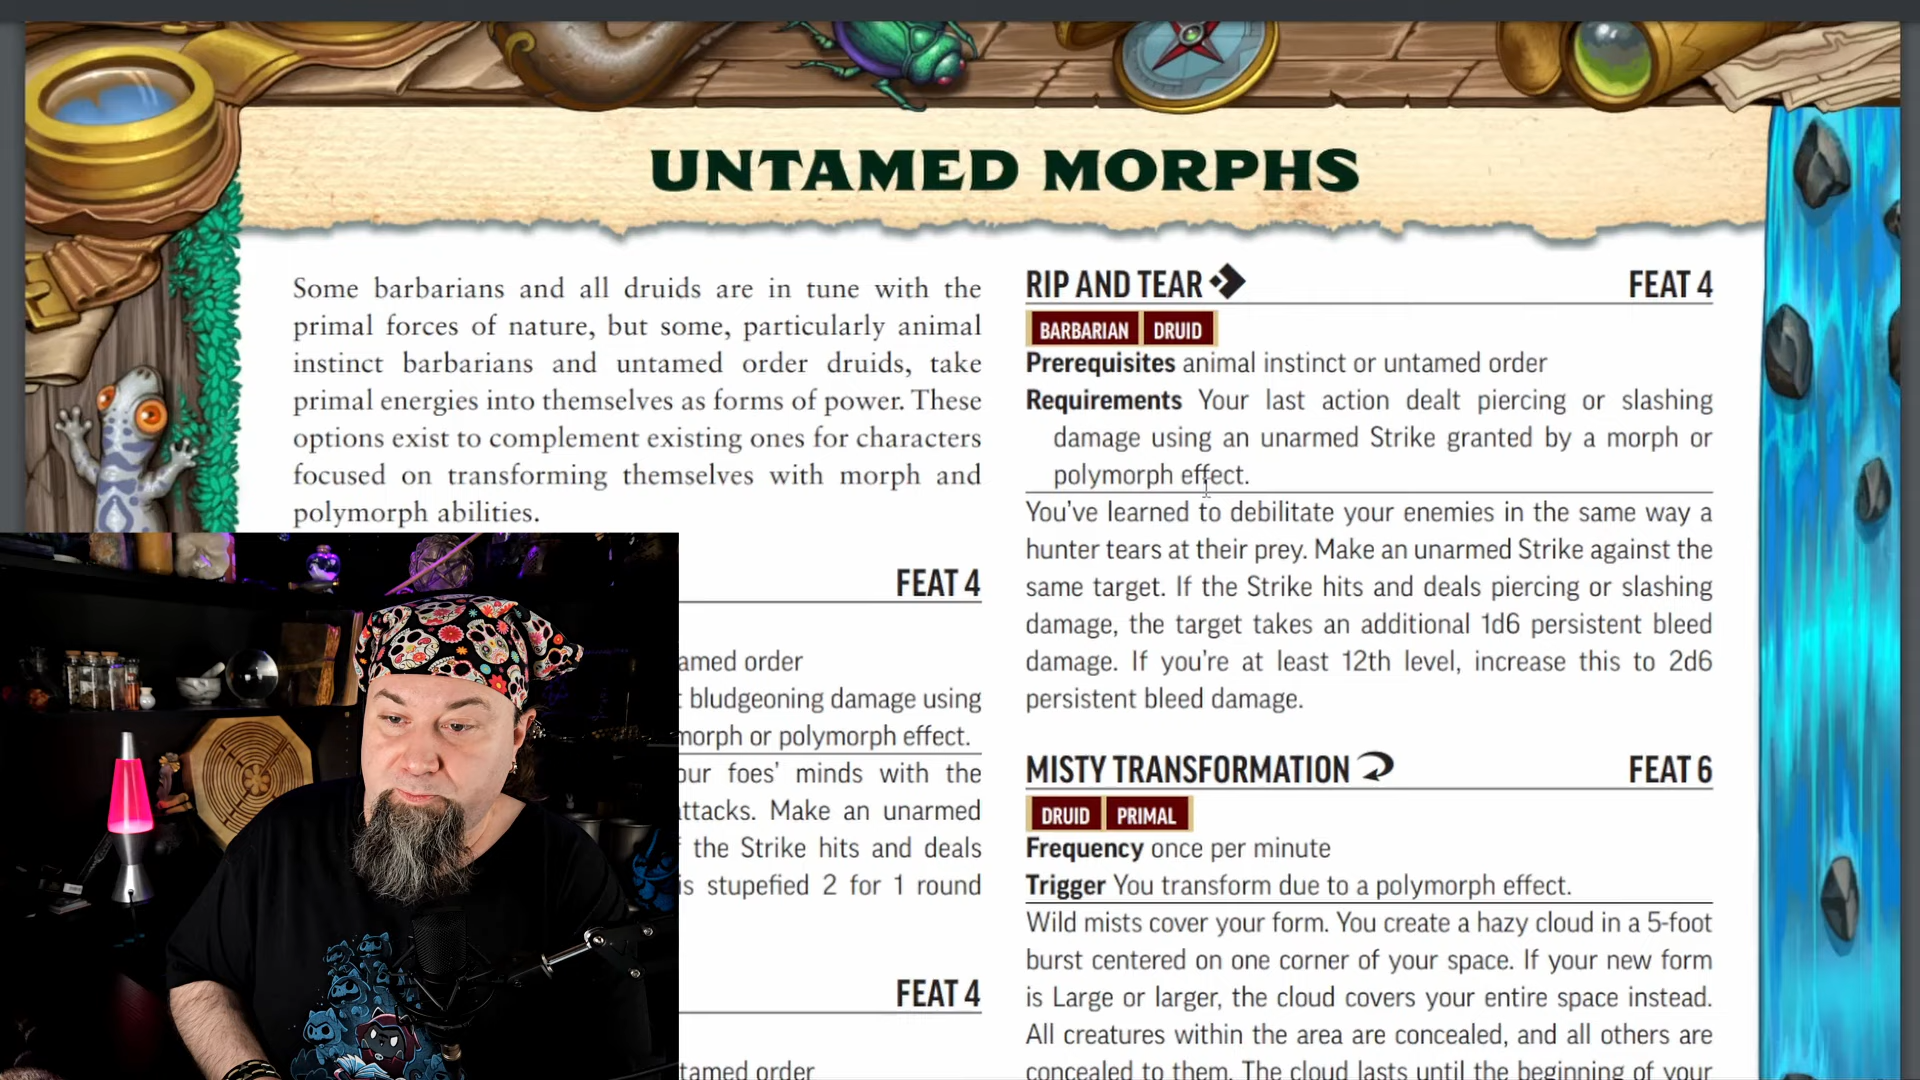 UNTAMED MORPHS
Some barbarians and all druids are in tune with the
primal forces of nature, but some, particularly animal
instinct barbarians and untamed order druids, take
primal energies into themselves as forms of power. These
options exist to complement existing ones for characters
focused on transforming themselves with morph and
polymorph abilities.
FEAT 4
amed order
bludgeoning damage using
morph or polymorph effect.
our foes' minds with the
attacks. Make an unarmed
the Strike hits and deals
is stupefied 2 for 1 round
FEAT 4
tamed order
RIP AND TEAR FEAT 4
BARBARIAN DRUID
Prerequisites animal instinct or untamed order
Requirements Your last action dealt piercing or slashing
damage using an unarmed Strike granted by a morph or
polymorph effect.
You've learned to debilitate your enemies in the same way a
hunter tears at their prey. Make an unarmed Strike against the
same target. If the Strike hits and deals piercing or slashing
damage, the target takes an additional 1d6 persistent bleed
damage. If you're at least 12th level, increase this to 2d6
persistent bleed damage.
MISTY TRANSFORMATION FEAT 6
DRUID PRIMAL
Frequency once per minute
Trigger You transform due to a polymorph effect.
Wild mists cover your form. You create a hazy cloud in a 5-foot
burst centered on one corner of your space. If your new form
is Large or larger, the cloud covers your entire space instead.
All creatures within the area are concealed, and all others are
concealed to them. The cloud lasts until the beginning of your